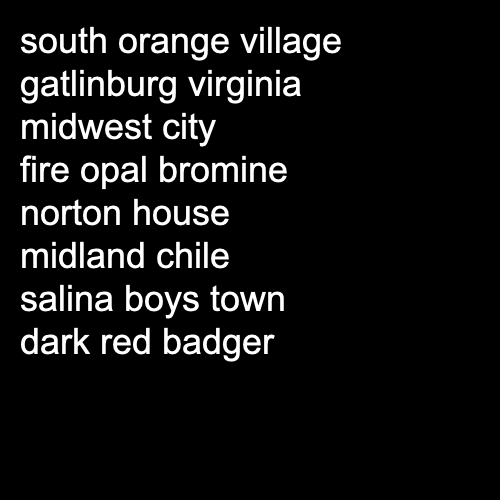 south orange village
gatlinburg virginia
midwest city
fire opal bromine
norton house
midland chile
salina boys town
dark red badger